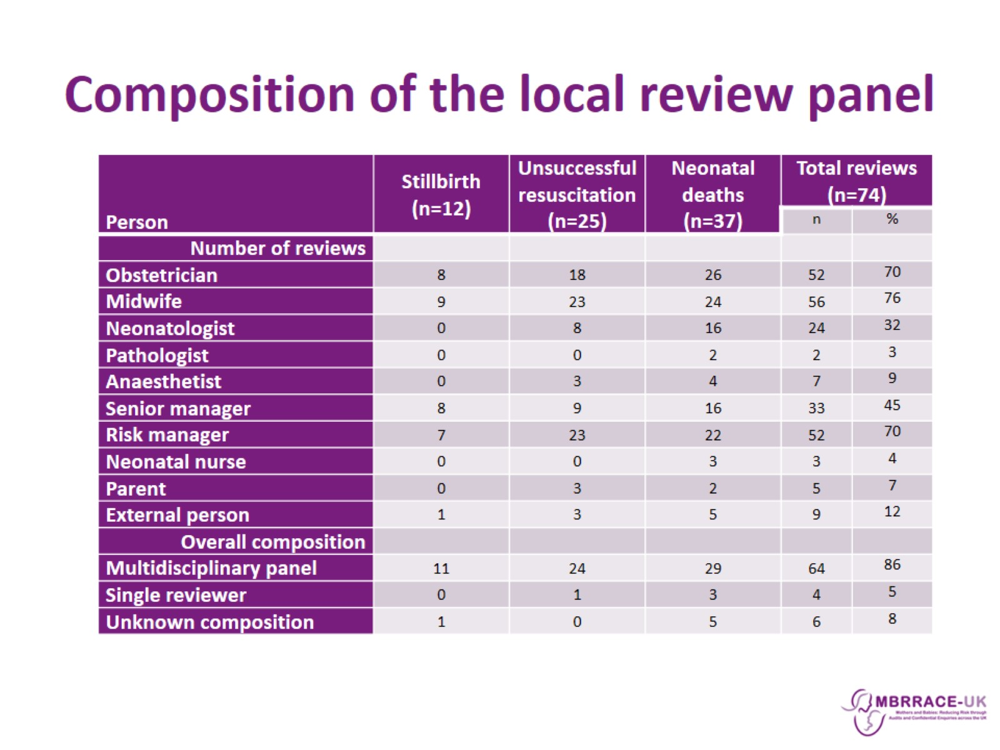 Composition of the local review panel
Person Stillbirth (n=12) Unsuccessful resuscitation (n=25) Neonatal deaths (n=37) Total reviews (n=74)
n %
Number of reviews
Obstetrician 8 18 26 52 70
Midwife 9 23 24 56 76
Neonatologist 0 8 16 24 32
Pathologist 0 0 2 2 3
Anaesthetist 0 3 4 7 9
Senior manager 8 9 16 33 45
Risk manager 7 23 22 52 70
Neonatal nurse 0 0 3 3 4
Parent 0 3 2 5 7
External person 1 3 5 9 12
Overall composition
Multidisciplinary panel 11 24 29 64 86
Single reviewer 0 1 3 4 5
Unknown composition 1 0 5 6 8
MBRRACE-UK
Mothers and Babies: Reducing Risk through
Audits and Confidential Enquiries across the UK